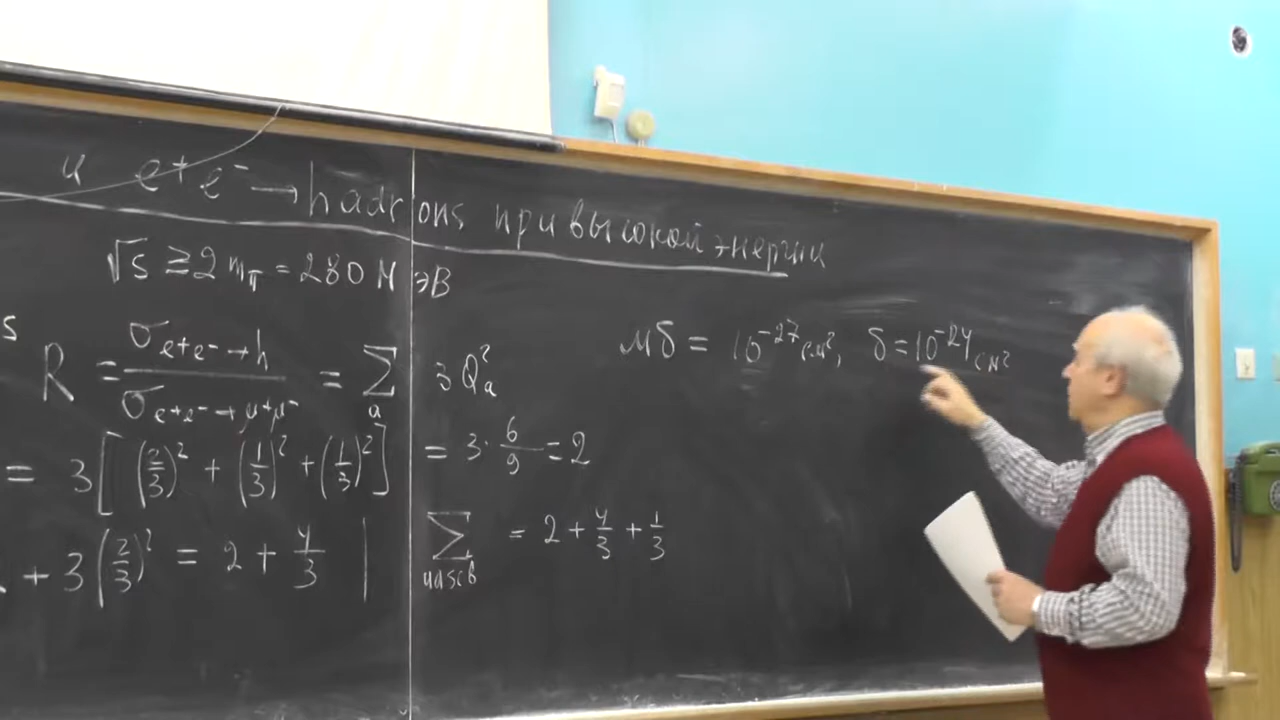 и e⁺e⁻ → hadrons при высокой энергии
√s ≥ 2 m_π = 280 МэВ
s
R = σ_{e⁺e⁻→h} / σ_{e⁺e⁻→μ⁺μ⁻} = ∑_a 3 Q_a²
мб = 10⁻²⁷ см², б = 10⁻²⁴ см²
= 3[(2/3)² + (1/3)² + (1/3)²] = 3 · 6/9 = 2
+ 3(2/3)² = 2 + 4/3 | ∑_{udscb} = 2 + 4/3 + 1/3